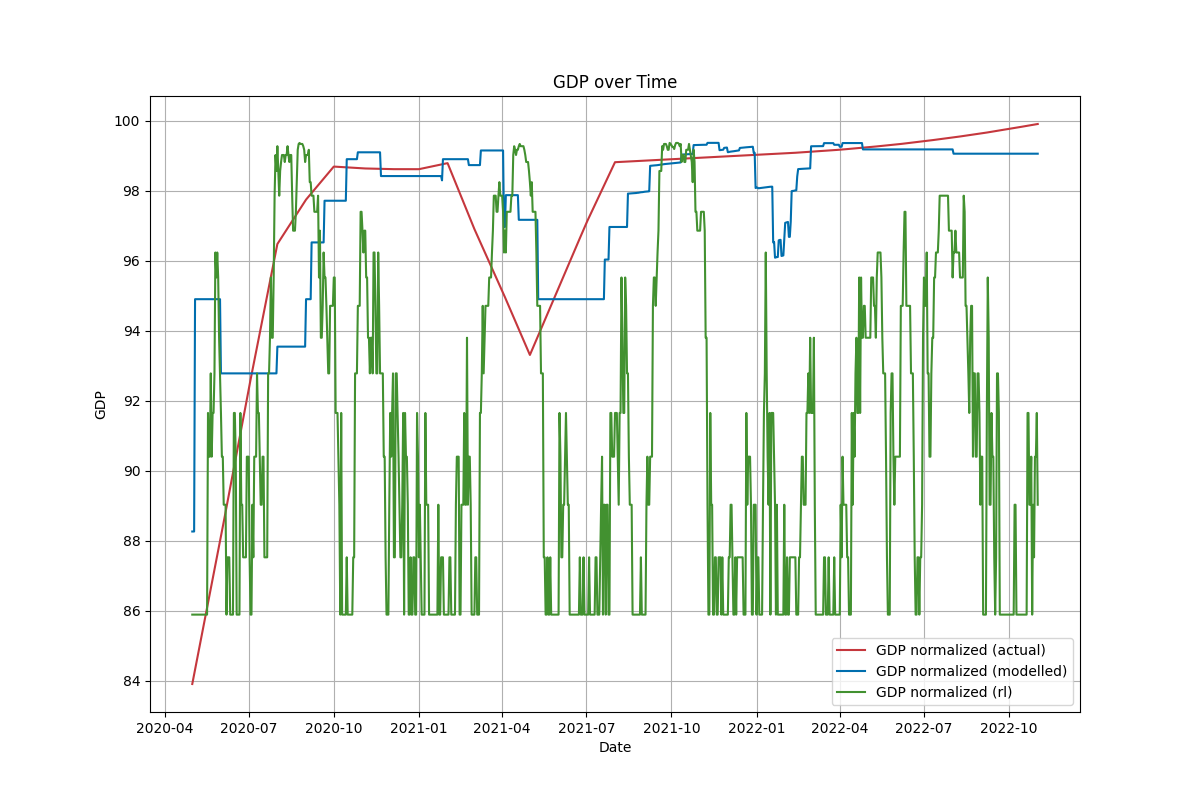 GDP over Time
GDP
100
98
96
94
92
90
88
86
84
2020-04 2020-07 2020-10 2021-01 2021-04 2021-07 2021-10 2022-01 2022-04 2022-07 2022-10
Date
GDP normalized (actual)
GDP normalized (modelled)
GDP normalized (rl)